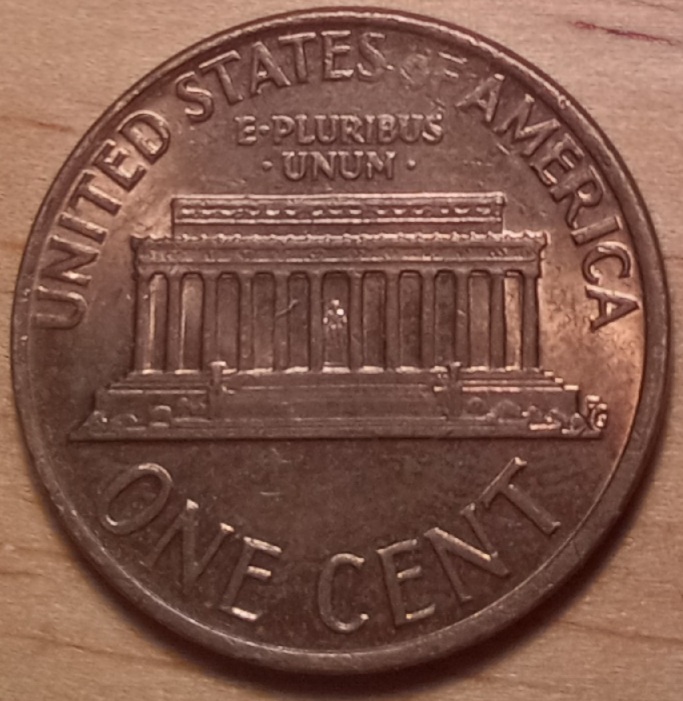 UNITED STATES OF AMERICA
E·PLURIBUS
·UNUM·
FG
ONE CENT